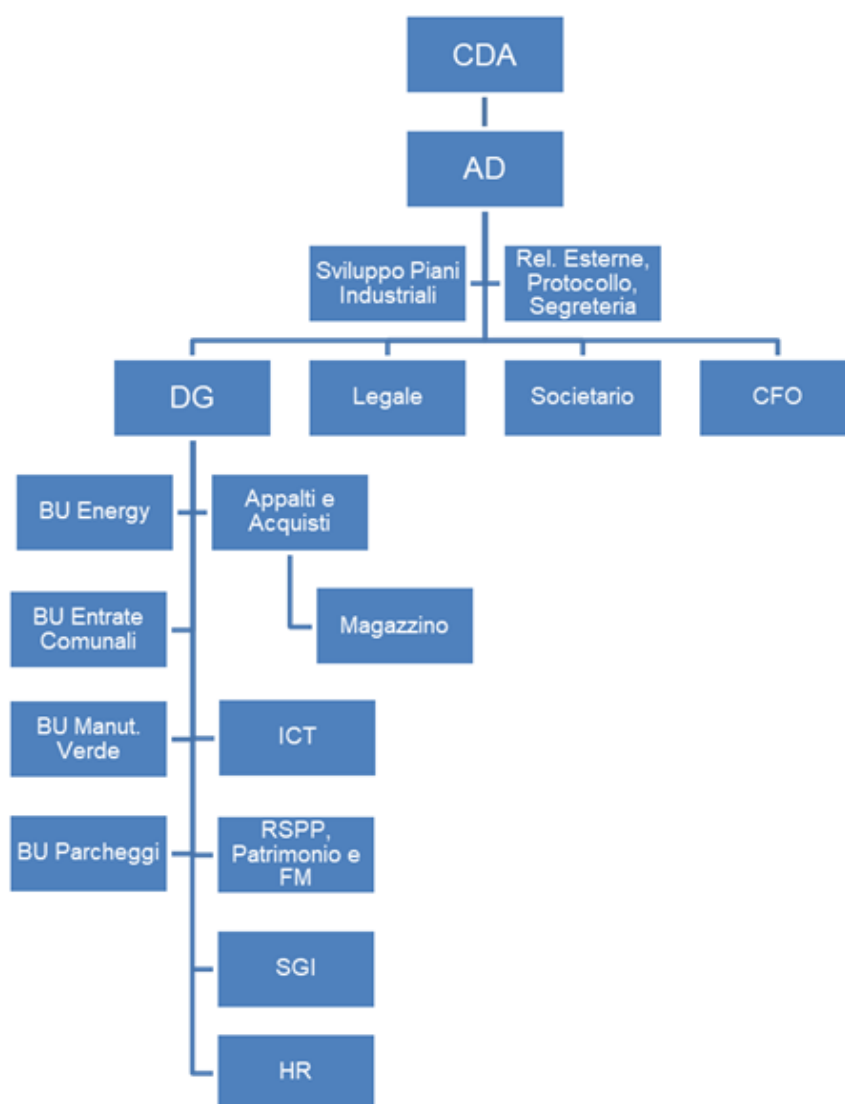 CDA
AD
Sviluppo Piani
Industriali
Rel. Esterne,
Protocollo,
Segreteria
DG
Legale
Societario
CFO
BU Energy
Appalti e
Acquisti
Magazzino
BU Entrate
Comunali
BU Manut.
Verde
ICT
BU Parcheggi
RSPP,
Patrimonio e
FM
SGI
HR